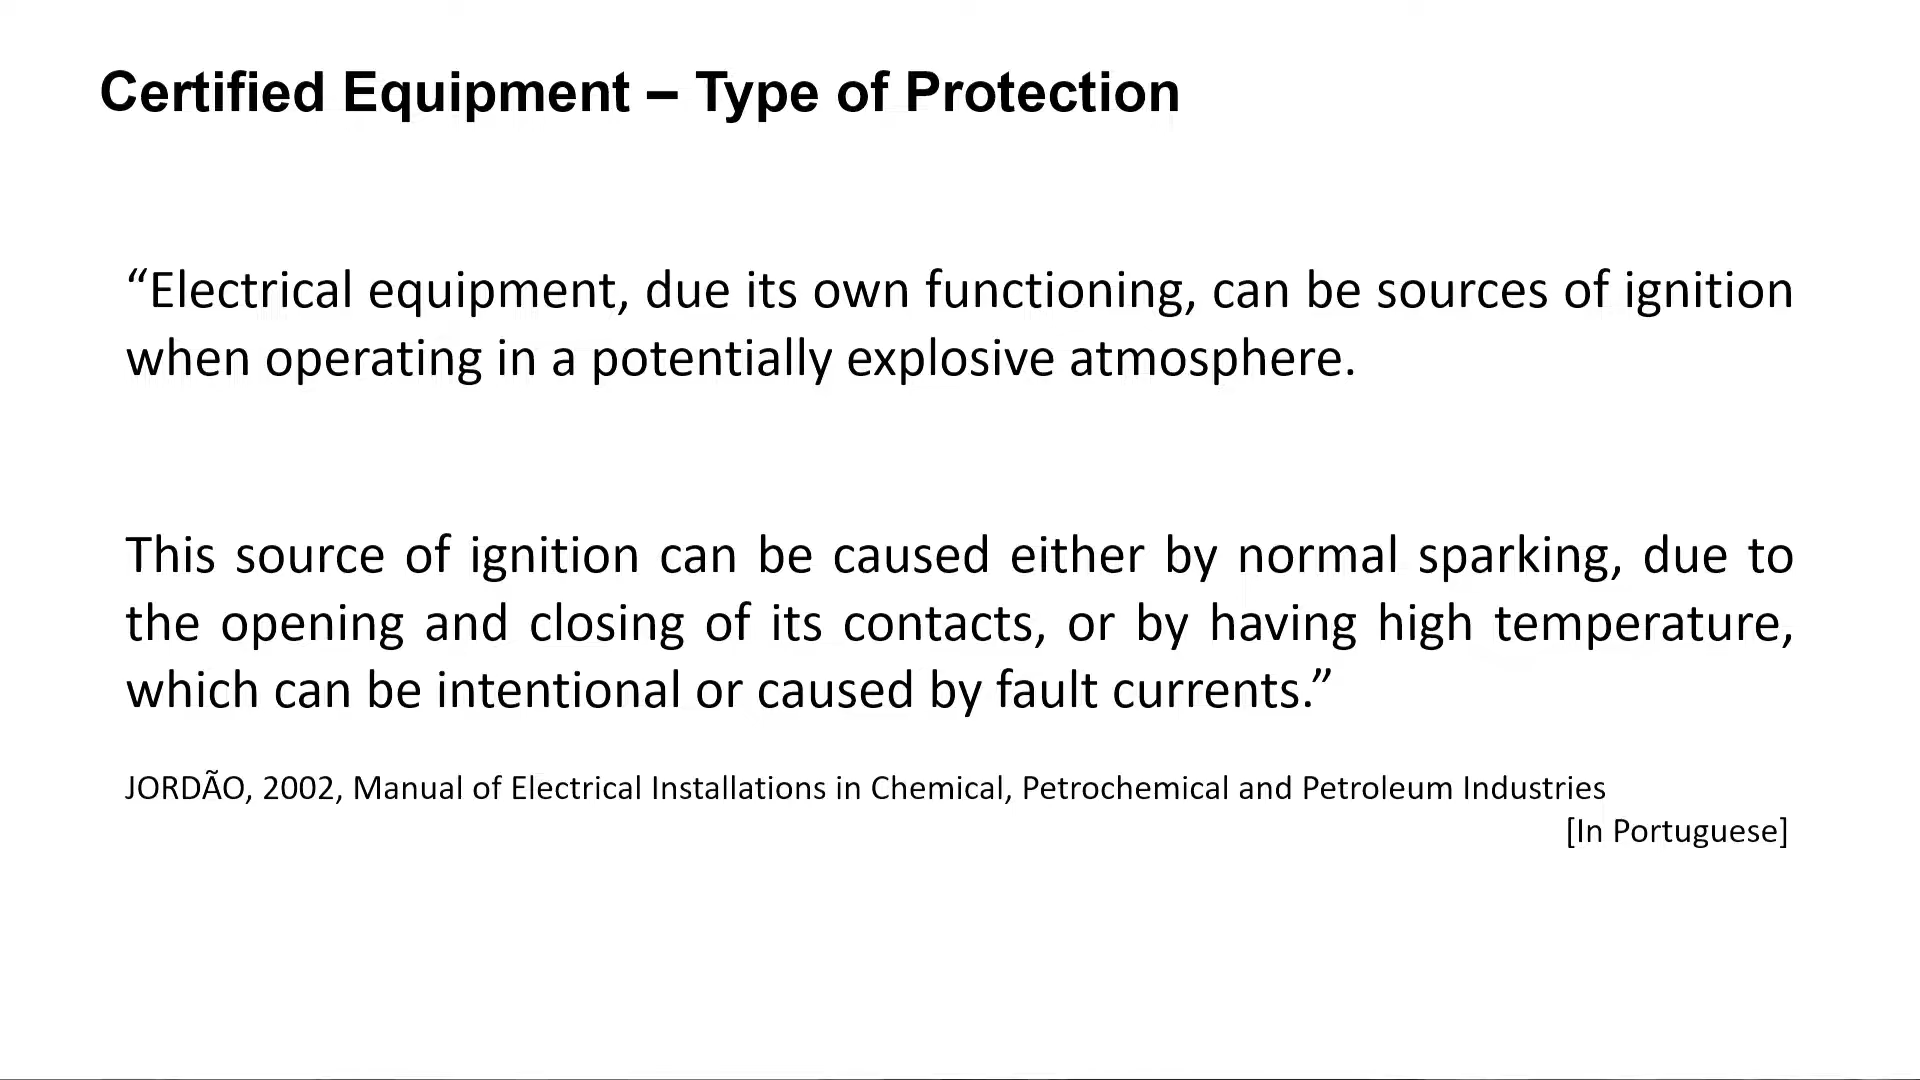 Certified Equipment – Type of Protection
“Electrical equipment, due its own functioning, can be sources of ignition
when operating in a potentially explosive atmosphere.
This source of ignition can be caused either by normal sparking, due to
the opening and closing of its contacts, or by having high temperature,
which can be intentional or caused by fault currents.”
JORDÃO, 2002, Manual of Electrical Installations in Chemical, Petrochemical and Petroleum Industries
[In Portuguese]